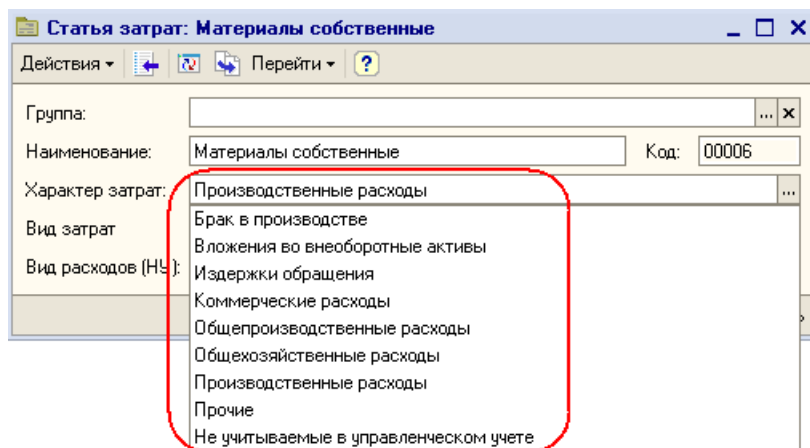 Статья затрат: Материалы собственные
Действия Перейти ?
Группа:
Наименование: Материалы собственные Код: 00006
Характер затрат: Производственные расходы ...
Брак в производстве
Вид затрат
Вложения во внеоборотные активы
Вид расходов (НУ):
Издержки обращения
Коммерческие расходы
Общепроизводственные расходы
Общехозяйственные расходы
Производственные расходы
Прочие
Не учитываемые в управленческом учете